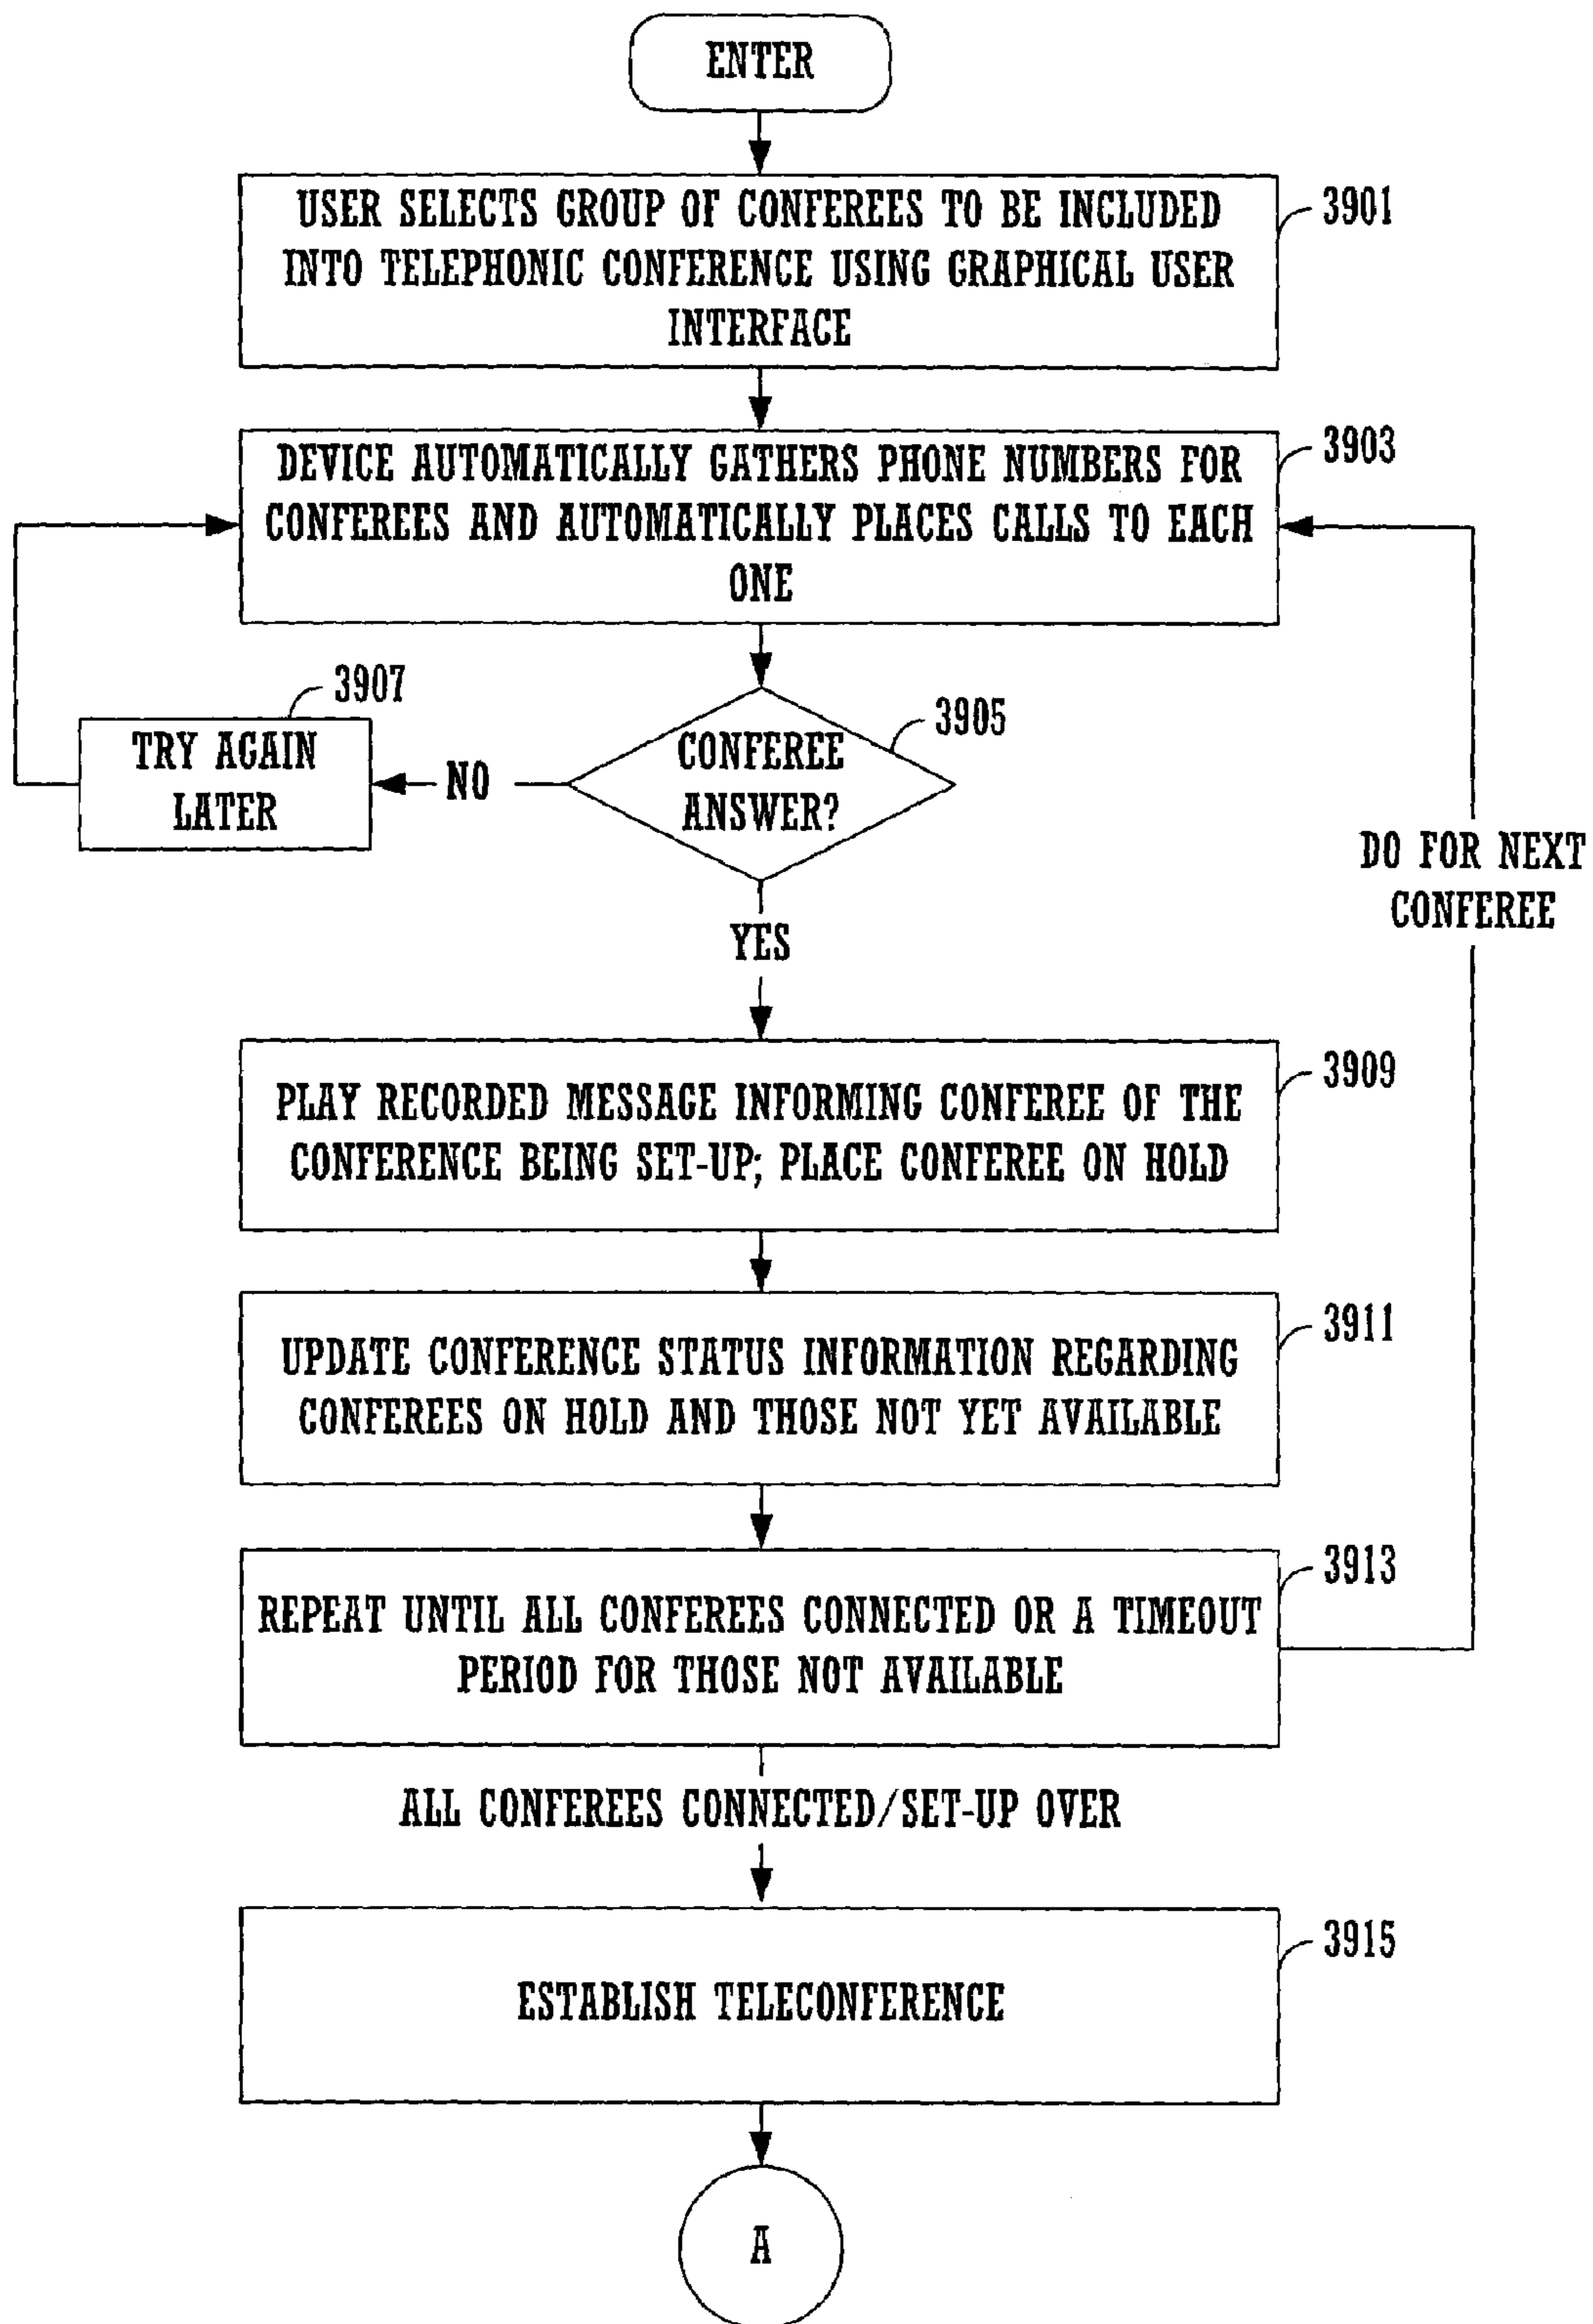 ENTER
USER SELECTS GROUP OF CONFEREES TO BE INCLUDED
INTO TELEPHONIC CONFERENCE USING GRAPHICAL USER
INTERFACE
3901
DEVICE AUTOMATICALLY GATHERS PHONE NUMBERS FOR
CONFEREES AND AUTOMATICALLY PLACES CALLS TO EACH
ONE
3903
3907
TRY AGAIN
LATER
NO
CONFEREE
ANSWER?
3905
DO FOR NEXT
CONFEREE
YES
PLAY RECORDED MESSAGE INFORMING CONFEREE OF THE
CONFERENCE BEING SET-UP; PLACE CONFEREE ON HOLD
3909
UPDATE CONFERENCE STATUS INFORMATION REGARDING
CONFEREES ON HOLD AND THOSE NOT YET AVAILABLE
3911
REPEAT UNTIL ALL CONFEREES CONNECTED OR A TIMEOUT
PERIOD FOR THOSE NOT AVAILABLE
3913
ALL CONFEREES CONNECTED/SET-UP OVER
ESTABLISH TELECONFERENCE
3915
A